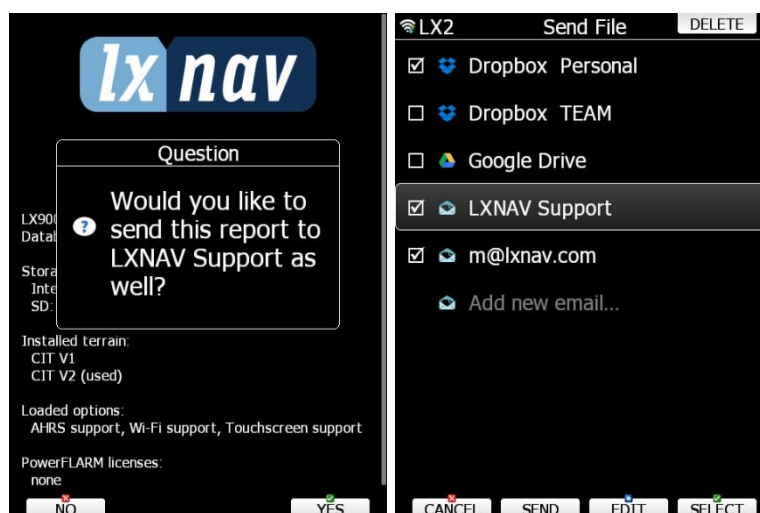 lx nav
Question
Would you like to
send this report to
LXNAV Support as
well?
SD:
Installed terrain:
CIT V1
CIT V2 (used)
Loaded options:
AHRS support, Wi-Fi support, Touchscreen support
PowerFLARM licenses:
none
NO YES
LX2 Send File DELETE
Dropbox Personal
Dropbox TEAM
Google Drive
LXNAV Support
m@lxnav.com
Add new email...
CANCEL SEND EDIT SELECT